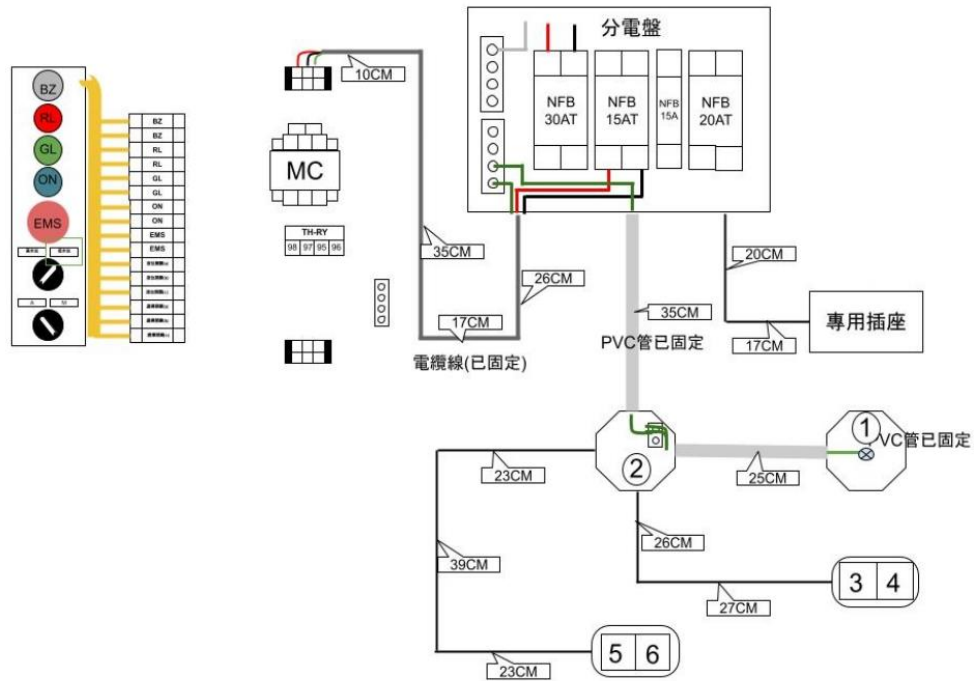 BZ
RL
GL
ON
EMS
A
M
BZ
BZ
RL
RL
GL
GL
ON
ON
EMS
EMS
10CM
MC
TH-RY
98 97 95 96
35CM
17CM
26CM
電纜線(已固定)
分電盤
NFB
30AT
NFB
15AT
NFB
15A
NFB
20AT
20CM
17CM
專用插座
35CM
PVC管已固定
1
PVC管已固定
2
25CM
23CM
39CM
23CM
26CM
27CM
3 4
5 6